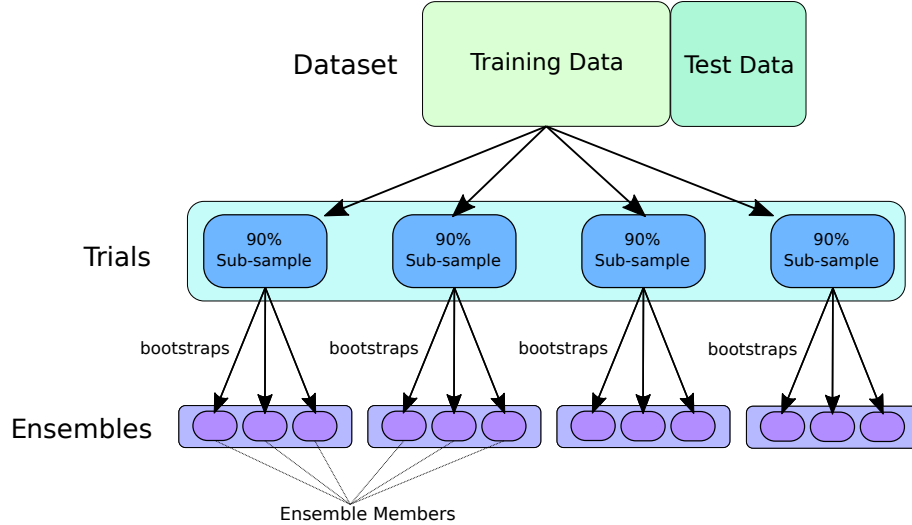 Dataset
Training Data
Test Data
Trials
90%
Sub-sample
90%
Sub-sample
90%
Sub-sample
90%
Sub-sample
bootstraps
bootstraps
bootstraps
bootstraps
Ensembles
Ensemble Members